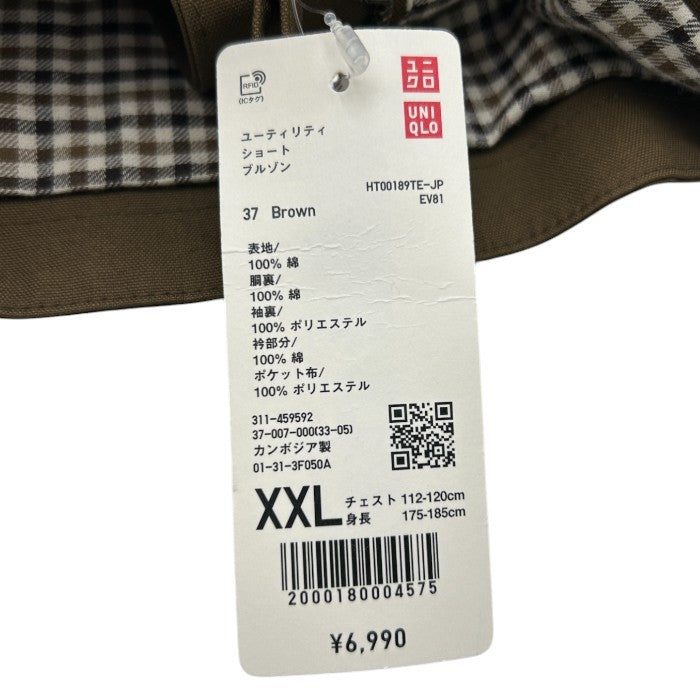 RFID
(ICタグ)
ユニ
クロ
UNI
QLO
ユーティリティ
ショート
ブルゾン
HT00189TE-JP
EV81
37 Brown
表地/
100% 綿
胴裏/
100% 綿
袖裏/
100% ポリエステル
衿部分/
100% 綿
ポケット布/
100% ポリエステル
311-459592
37-007-000(33-05)
カンボジア製
01-31-3F050A
XXL チェスト 112-120cm
身長 175-185cm
2000180004575
¥6,990